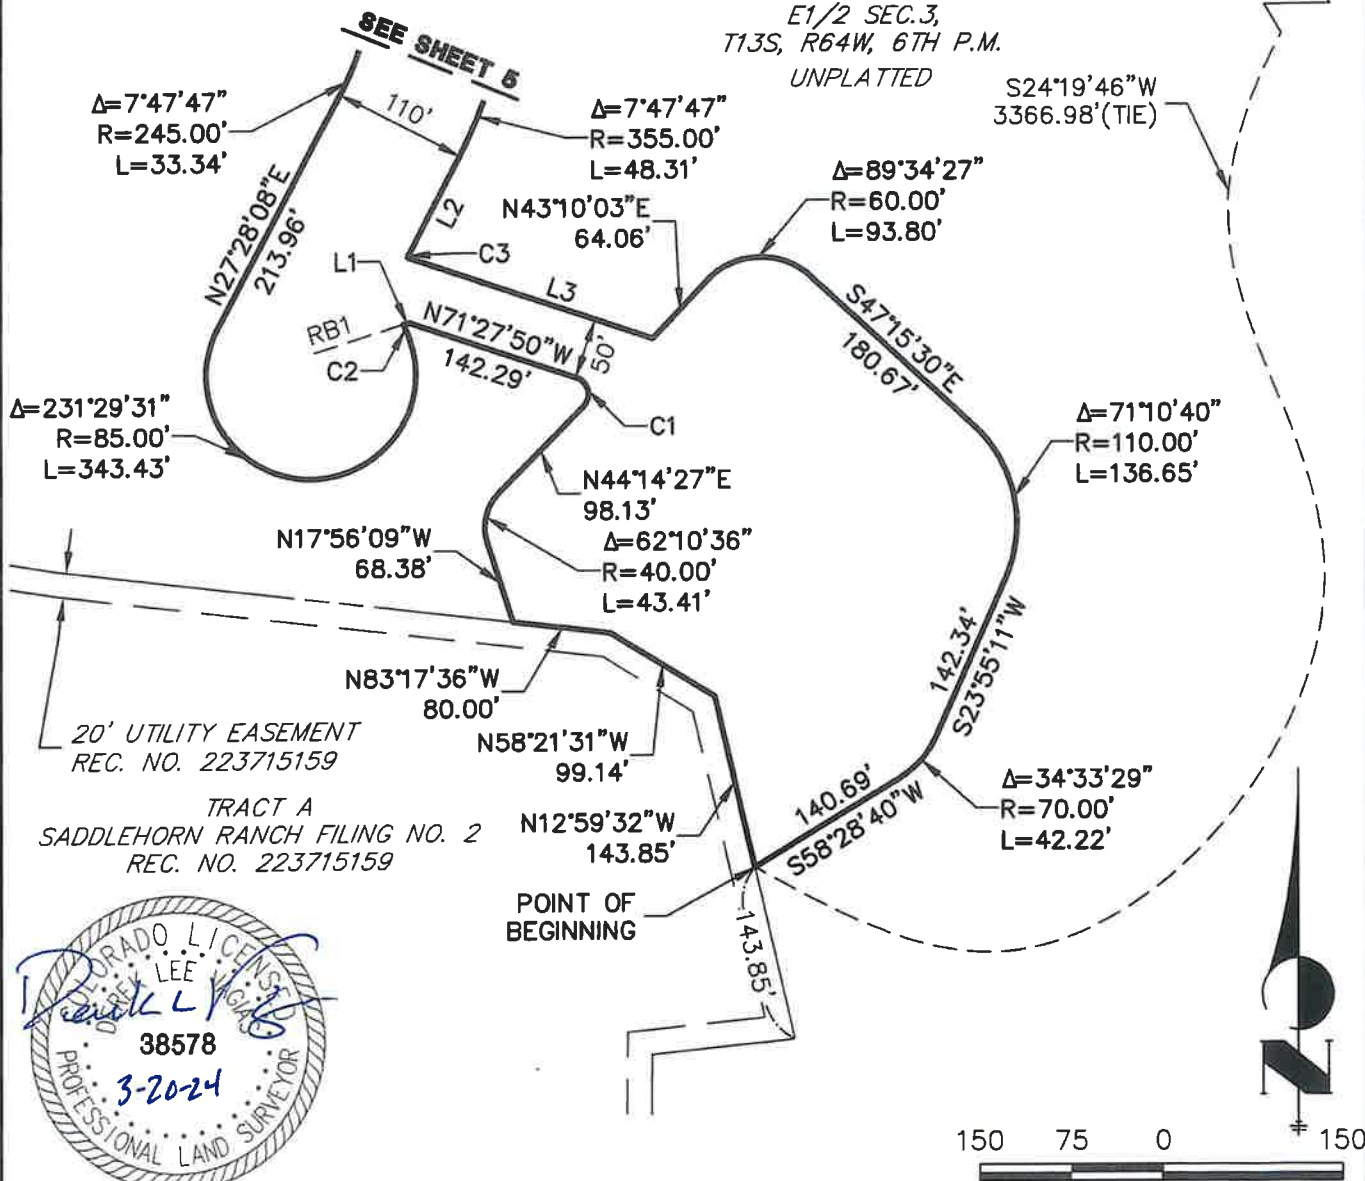 E1/2 SEC.3,
T13S, R64W, 6TH P.M.
UNPLATTED
SEE SHEET 5
110'
S24°19'46"W
3366.98'(TIE)
Δ=7°47'47"
R=245.00'
L=33.34'
Δ=7°47'47"
R=355.00'
L=48.31'
Δ=89°34'27"
R=60.00'
L=93.80'
N43°10'03"E
64.06'
N27°28'08"E
213.96'
L2
C3
L1
L3
RB1
C2
N71°27'50"W
142.29'
50'
S47°15'30"E
180.67'
C1
Δ=231°29'31"
R=85.00'
L=343.43'
Δ=71°10'40"
R=110.00'
L=136.65'
N44°14'27"E
98.13'
N17°56'09"W
68.38'
Δ=62°10'36"
R=40.00'
L=43.41'
142.34'
S23°55'11"W
N83°17'36"W
80.00'
20' UTILITY EASEMENT
REC. NO. 223715159
N58°21'31"W
99.14'
140.69'
S58°28'40"W
Δ=34°33'29"
R=70.00'
L=42.22'
TRACT A
SADDLEHORN RANCH FILING NO. 2
REC. NO. 223715159
N12°59'32"W
143.85'
POINT OF
BEGINNING
143.85'
COLORADO LICENSED
DEREK LEE VAGIAS
38578
3-20-24
PROFESSIONAL LAND SURVEYOR
N
150 75 0 150